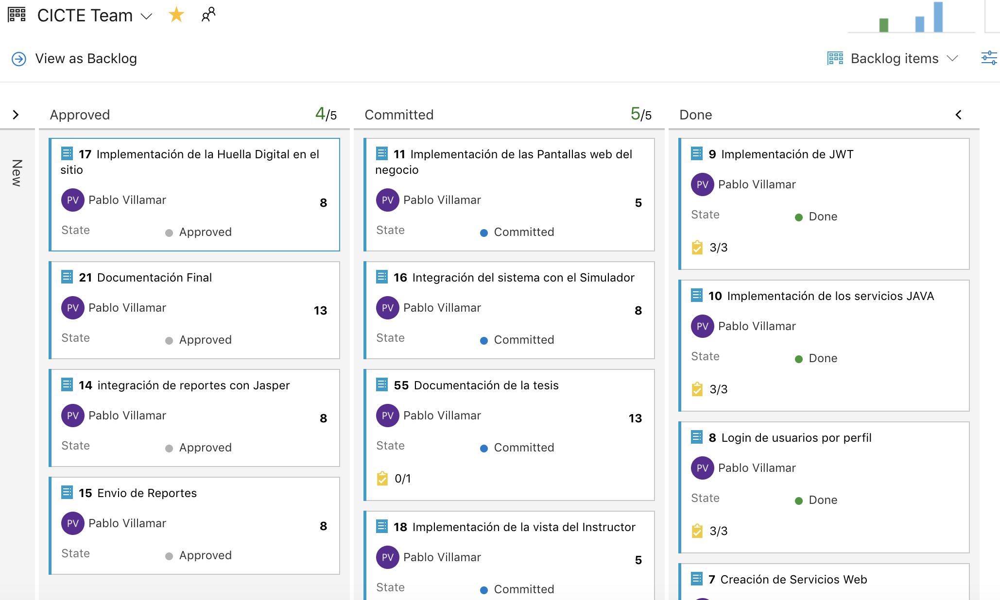 CICTE Team
View as Backlog
Backlog items
New
Approved
4/5
17 Implementación de la Huella Digital en el
sitio
PV Pablo Villamar
8
State Approved
21 Documentación Final
PV Pablo Villamar
13
State Approved
14 integración de reportes con Jasper
PV Pablo Villamar
8
State Approved
15 Envio de Reportes
PV Pablo Villamar
8
State Approved
Committed
5/5
11 Implementación de las Pantallas web del
negocio
PV Pablo Villamar
5
State Committed
16 Integración del sistema con el Simulador
PV Pablo Villamar
8
State Committed
55 Documentación de la tesis
PV Pablo Villamar
13
State Committed
0/1
18 Implementación de la vista del Instructor
PV Pablo Villamar
5
State Committed
Done
9 Implementación de JWT
PV Pablo Villamar
State Done
3/3
10 Implementación de los servicios JAVA
PV Pablo Villamar
State Done
3/3
8 Login de usuarios por perfil
PV Pablo Villamar
State Done
3/3
7 Creación de Servicios Web